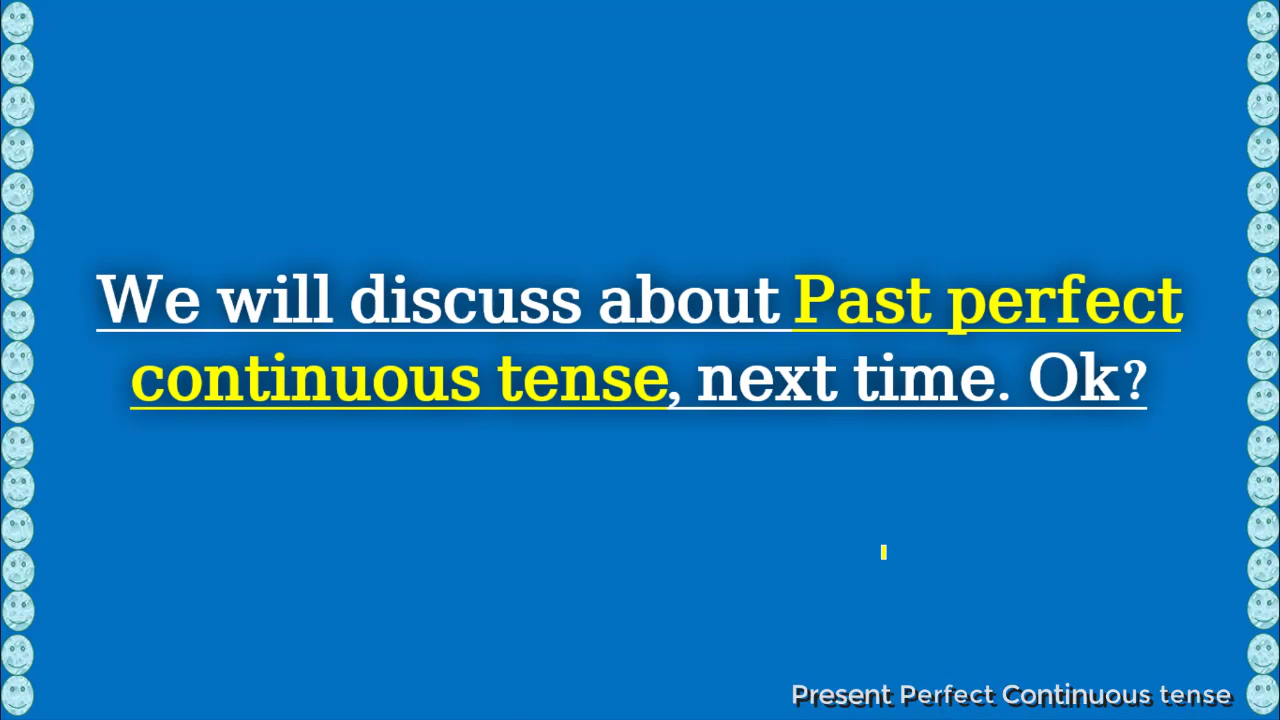 We will discuss about Past perfect
continuous tense, next time. Ok?
Present Perfect Continuous tense